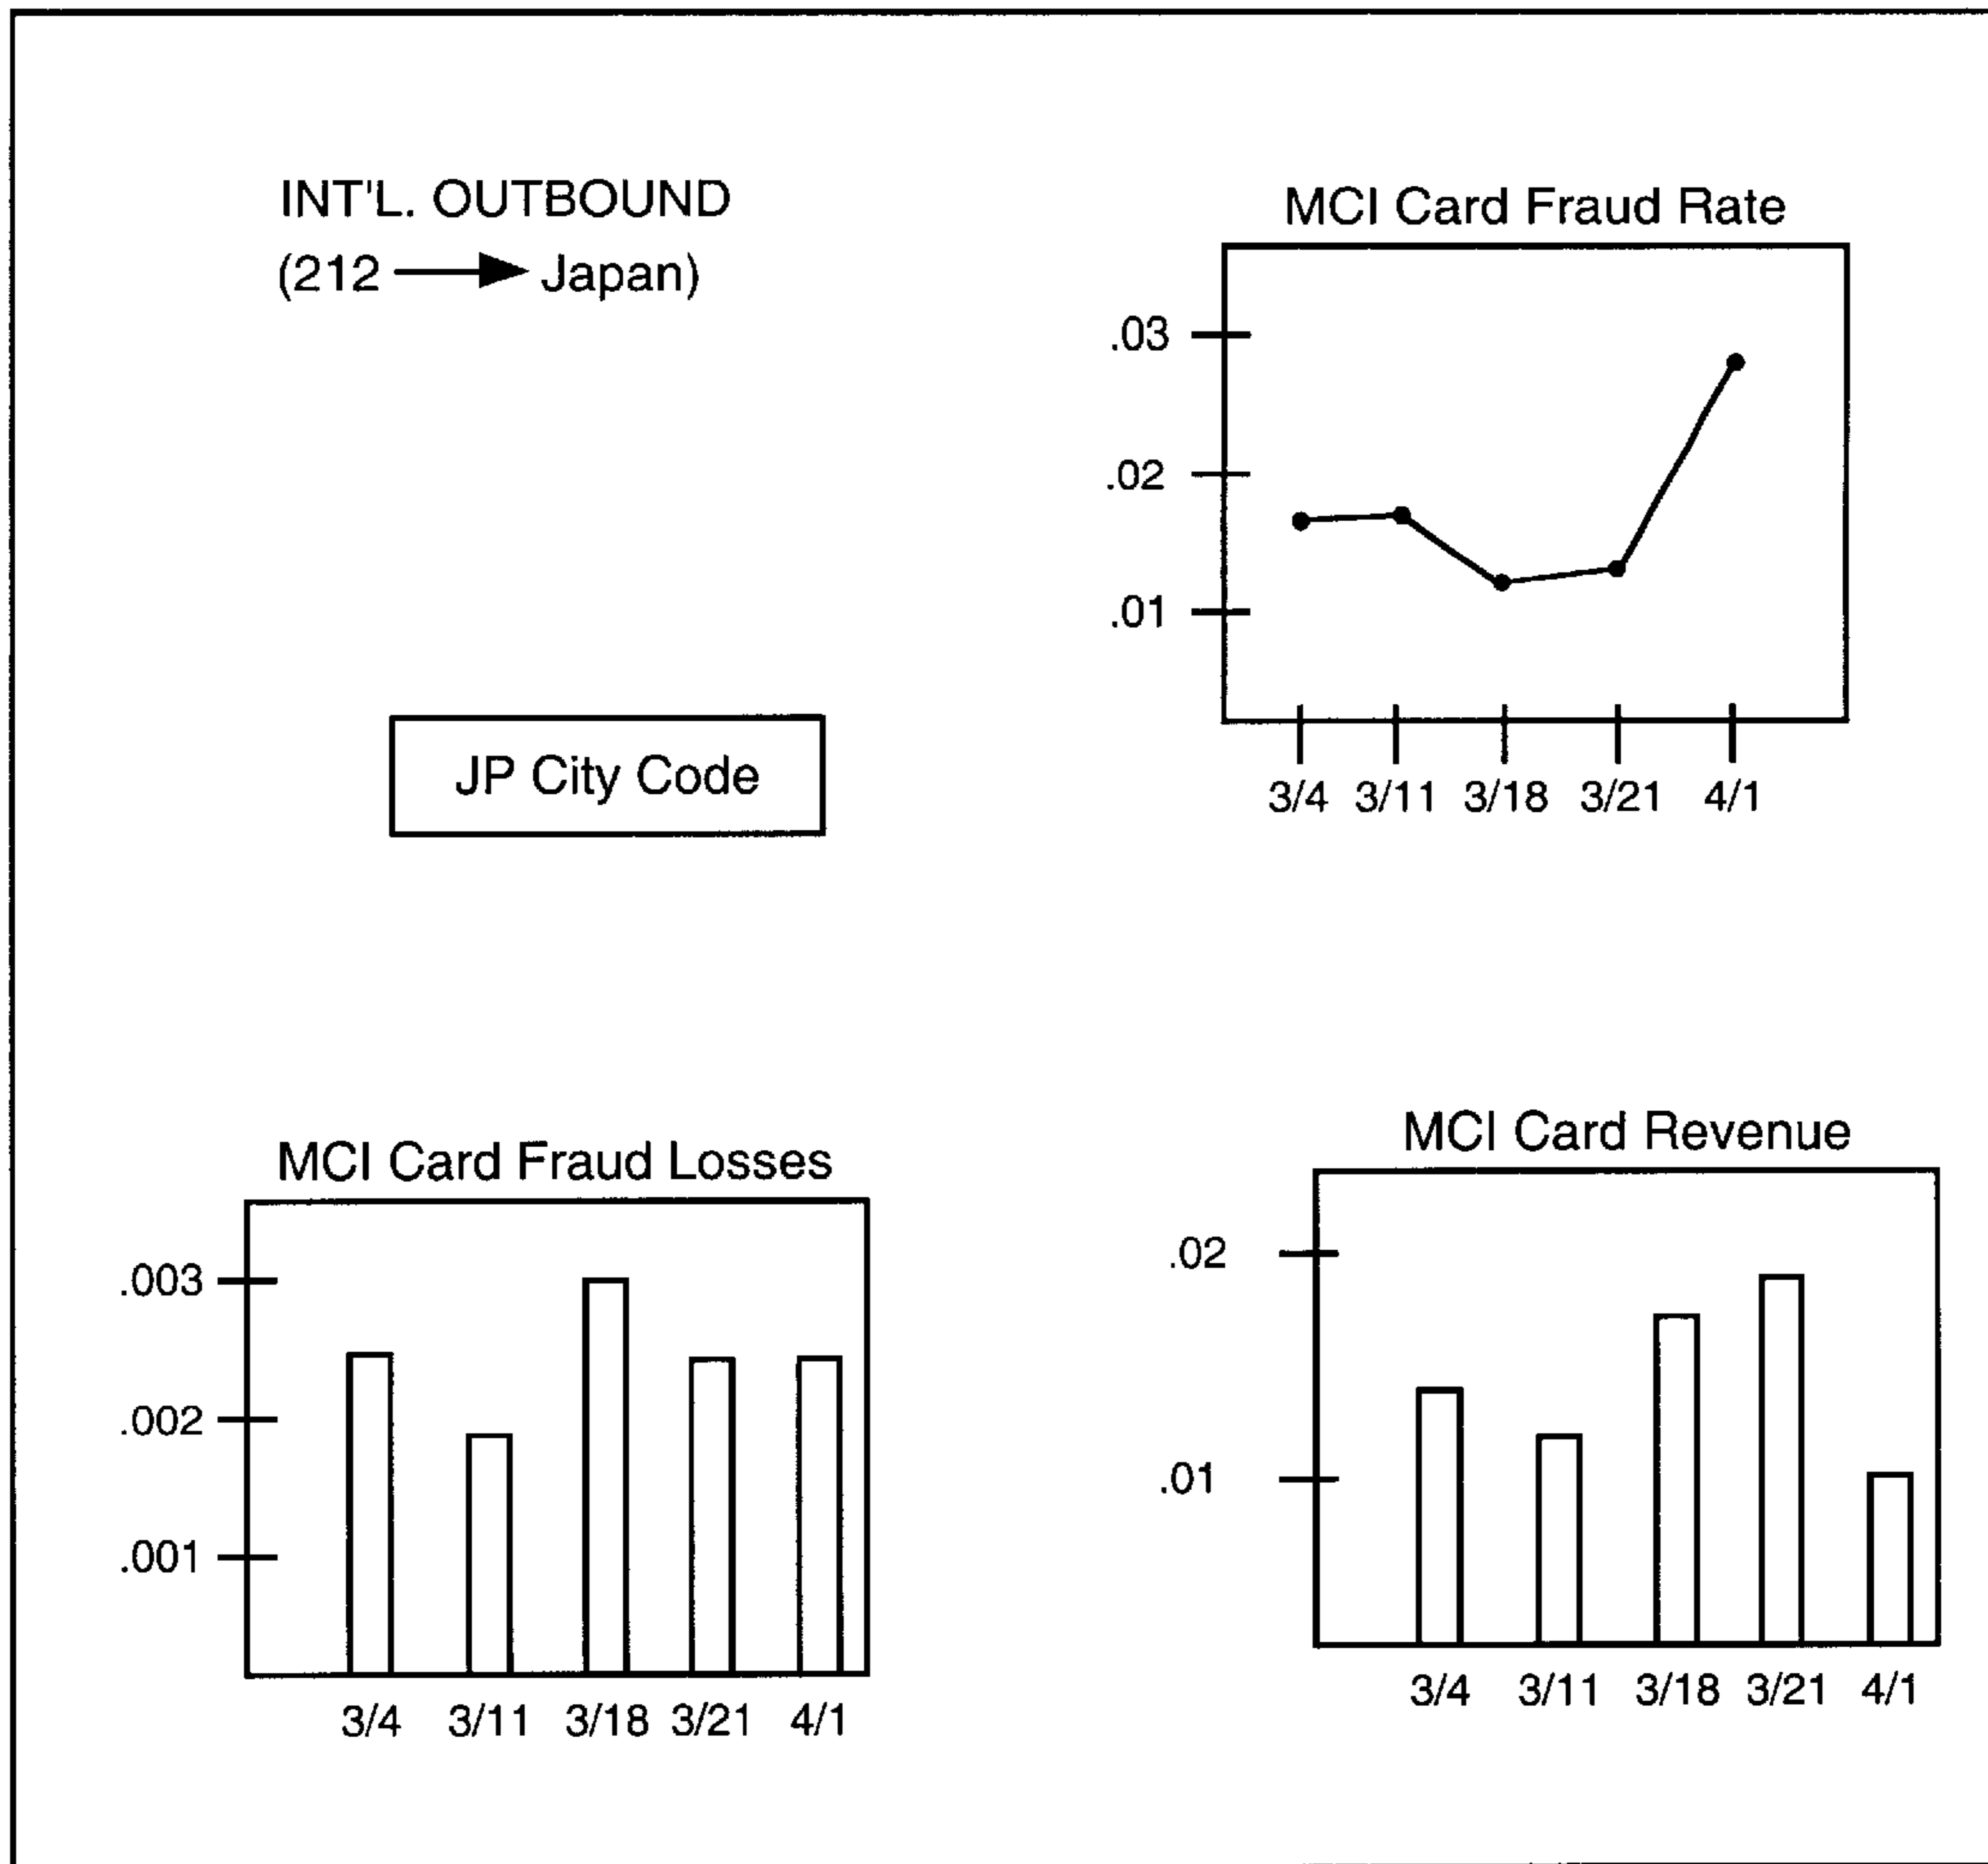 INT'L. OUTBOUND
(212 → Japan)
MCI Card Fraud Rate
.03
.02
.01
3/4 3/11 3/18 3/21 4/1
JP City Code
MCI Card Fraud Losses
.003
.002
.001
3/4 3/11 3/18 3/21 4/1
MCI Card Revenue
.02
.01
3/4 3/11 3/18 3/21 4/1